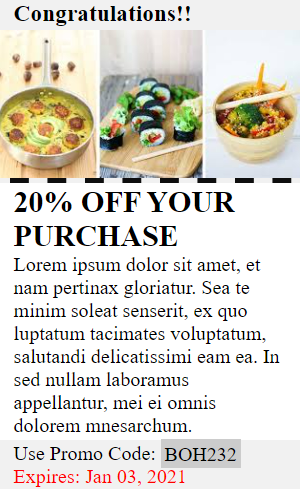 Congratulations!!
20% OFF YOUR
PURCHASE
Lorem ipsum dolor sit amet, et
nam pertinax gloriatur. Sea te
minim soleat senserit, ex quo
luptatum tacimates voluptatum,
salutandi delicatissimi eam ea. In
sed nullam laboramus
appellantur, mei ei omnis
dolorem mnesarchum.
Use Promo Code: BOH232
Expires: Jan 03, 2021